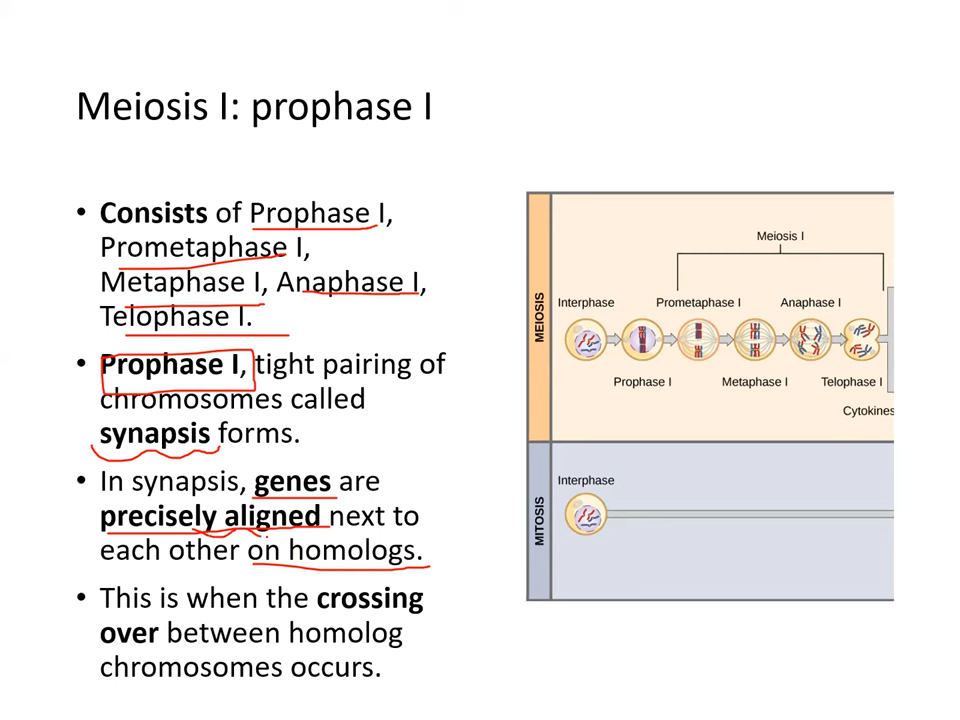 Meiosis I: prophase I
• Consists of Prophase I,
Prometaphase I,
Metaphase I, Anaphase I,
Telophase I.
• Prophase I, tight pairing of
chromosomes called
synapsis forms.
• In synapsis, genes are
precisely aligned next to
each other on homologs.
• This is when the crossing
over between homolog
chromosomes occurs.
MEIOSIS
Meiosis I
Interphase
Prometaphase I
Anaphase I
Prophase I
Metaphase I
Telophase I
Cytokines
MITOSIS
Interphase